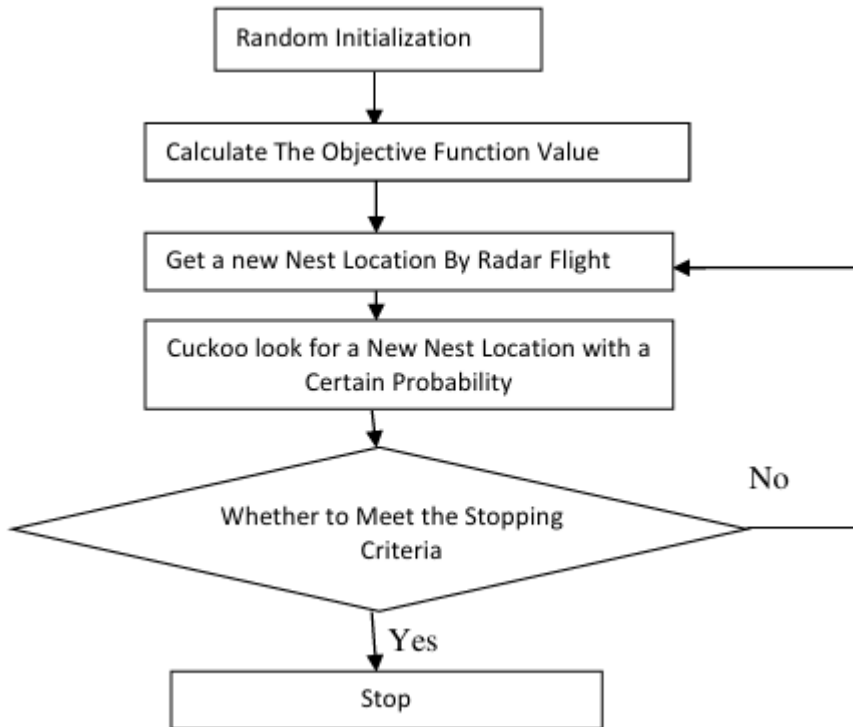 Random Initialization
Calculate The Objective Function Value
Get a new Nest Location By Radar Flight
Cuckoo look for a New Nest Location with a
Certain Probability
Whether to Meet the Stopping
Criteria
No
Yes
Stop